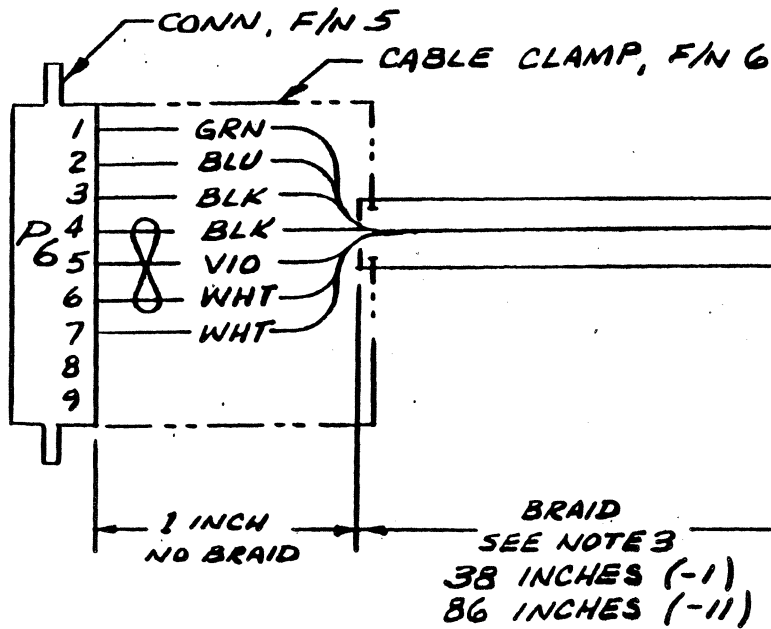 CONN, F/N 5
CABLE CLAMP, F/N 6
P6
1 GRN
2 BLU
3 BLK
4 BLK
5 VIO
6 WHT
7 WHT
8
9
1 INCH
NO BRAID
BRAID
SEE NOTE 3
38 INCHES (-1)
86 INCHES (-11)